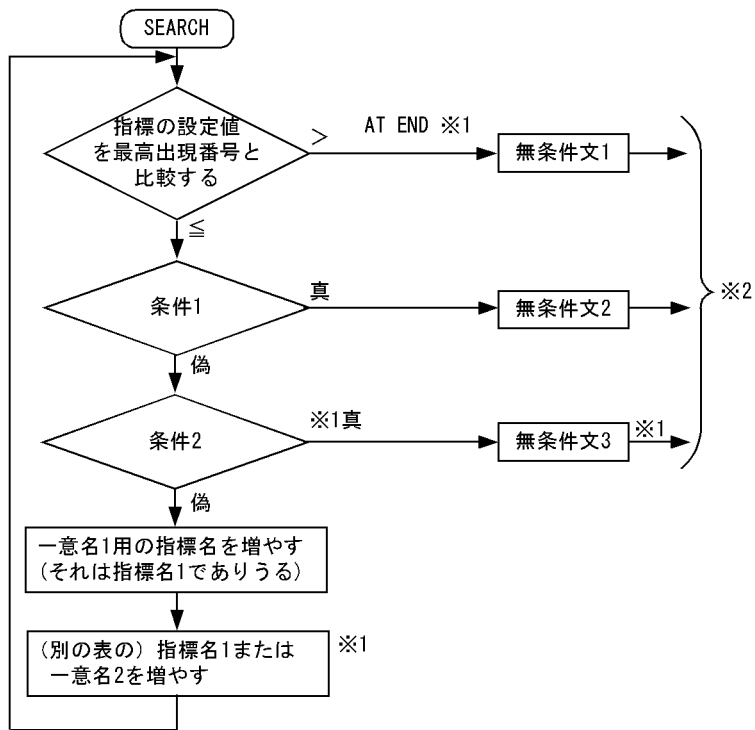 SEARCH
指標の設定値
を最高出現番号と
比較する
>
AT END ※1
無条件文1
≦
条件1
真
無条件文2
※2
偽
条件2
※1真
無条件文3
※1
偽
一意名1用の指標名を増やす
(それは指標名1でありうる)
(別の表の) 指標名1または
一意名2を増やす
※1